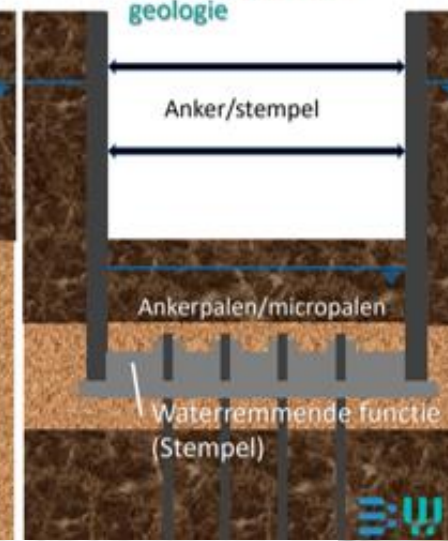 geologie
Anker/stempel
Ankerpalen/micropalen
Waterremmende functie
(Stempel)